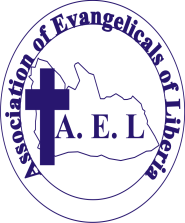 Association of Evangelicals of Liberia
A. E. L